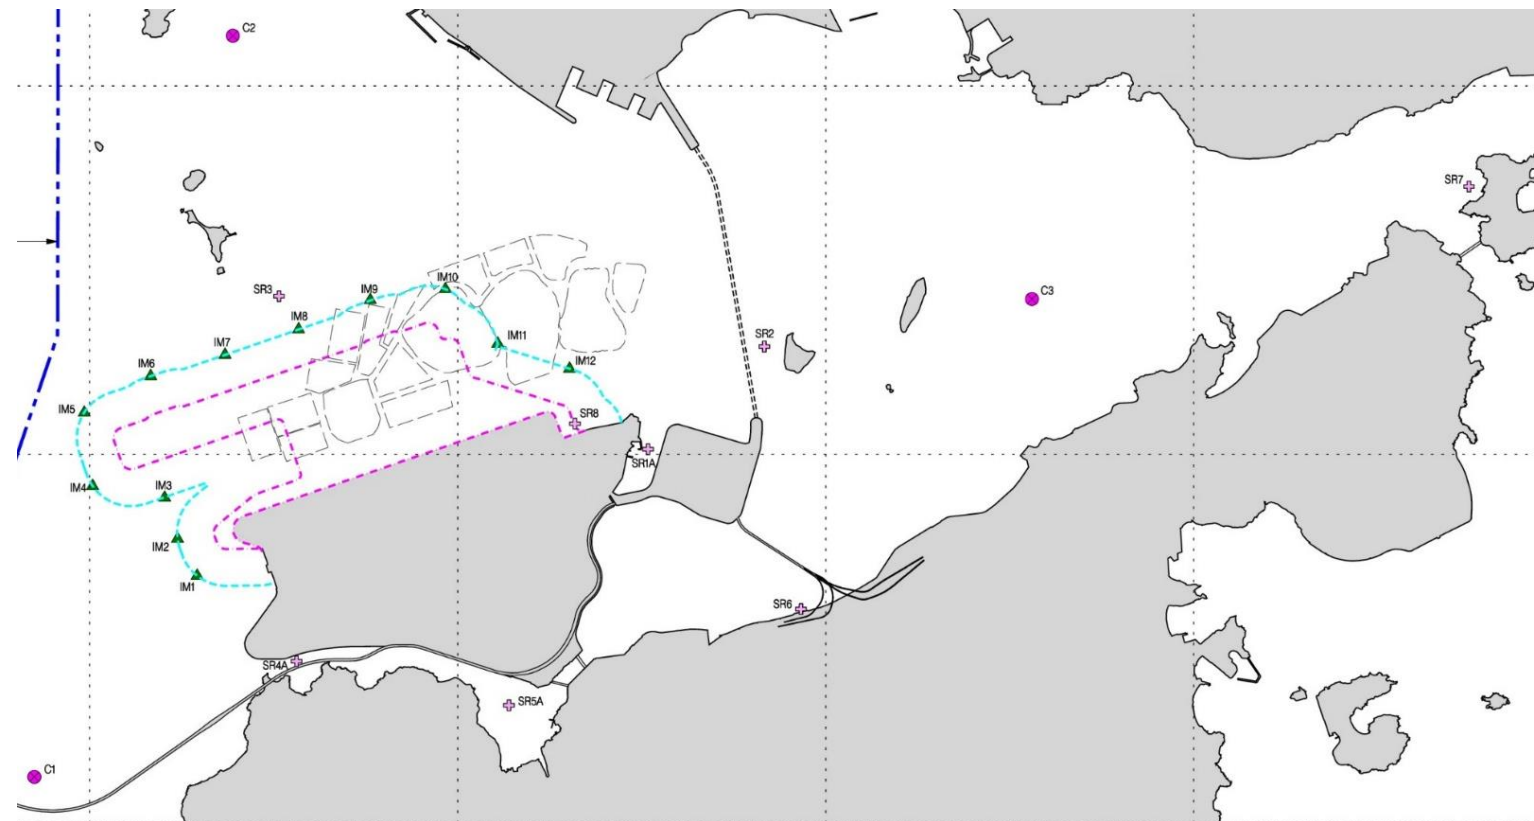 C2
SR7
SR3
IM10
IM9
C3
IM8
IM11
SR2
IM7
IM12
IM6
IM5
SR8
SR1A
IM4
IM3
IM2
IM1
SR6
SR4A
SR5A
C1